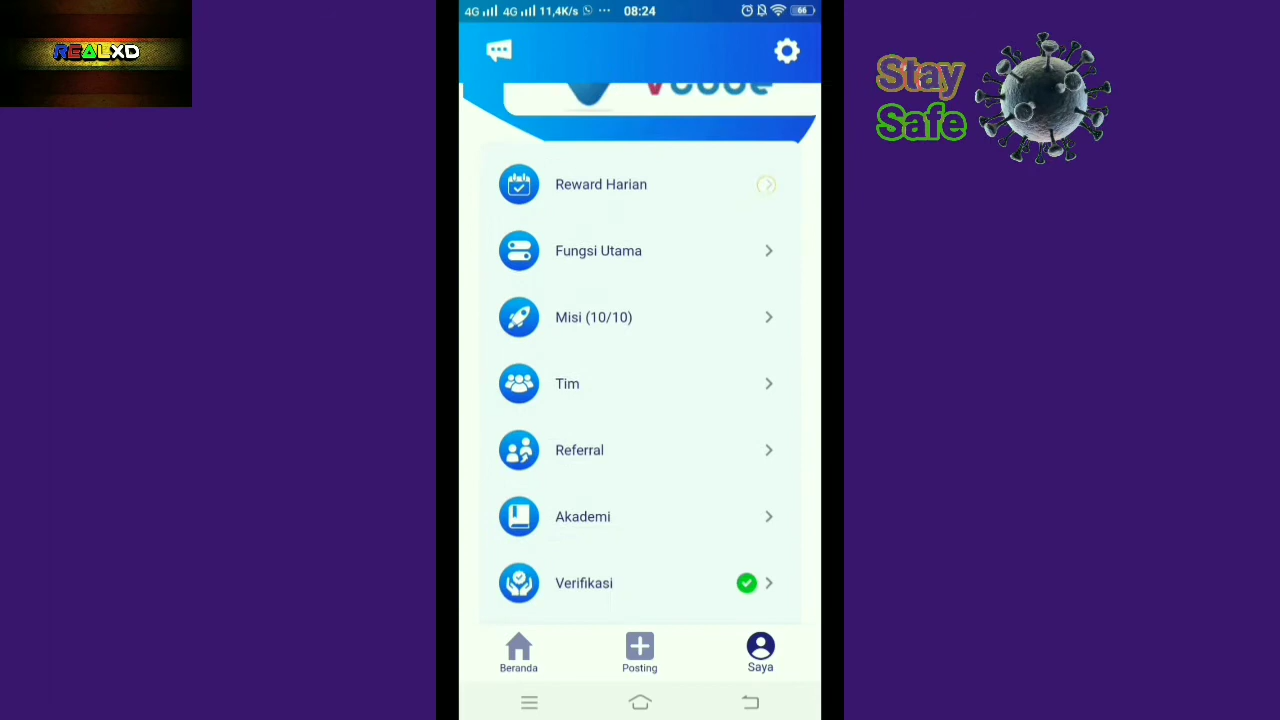 REALXD
4G 4G 11,4K/s ... 08:24 66
Stay
Safe
Reward Harian
Fungsi Utama
Misi (10/10)
Tim
Referral
Akademi
Verifikasi
Beranda
Posting
Saya